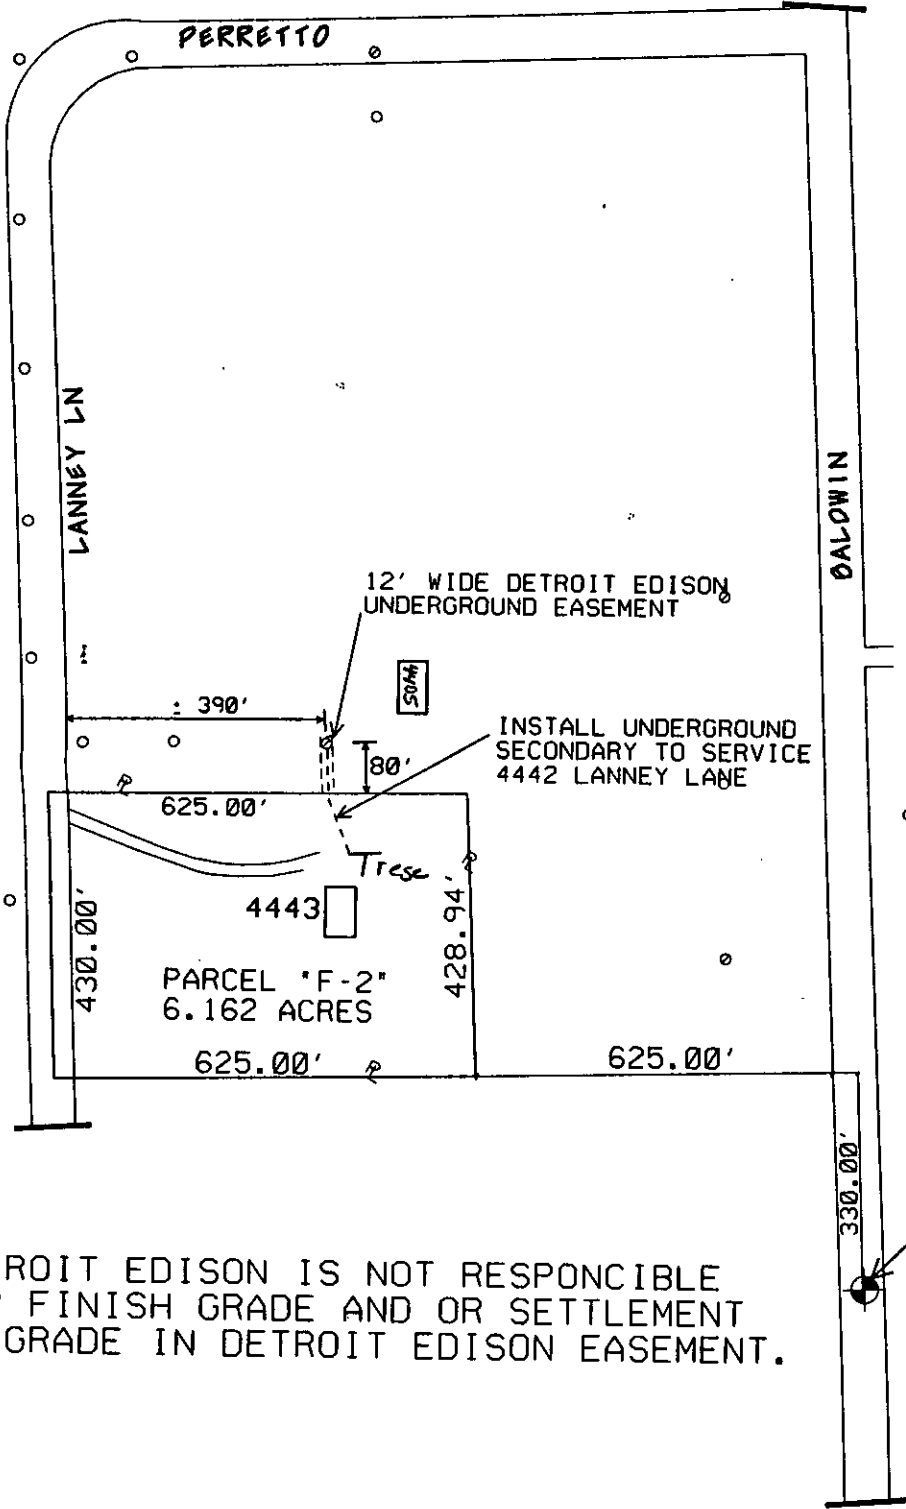 PERRETTO
LANNEY LN
BALDWIN
12' WIDE DETROIT EDISON
UNDERGROUND EASEMENT
4405
± 390'
INSTALL UNDERGROUND
SECONDARY TO SERVICE
4442 LANNEY LANE
80'
625.00'
Trese
4443
430.00'
428.94'
PARCEL "F-2"
6.162 ACRES
625.00'
625.00'
330.00'
ROIT EDISON IS NOT RESPONCIBLE
FINISH GRADE AND OR SETTLEMENT
GRADE IN DETROIT EDISON EASEMENT.